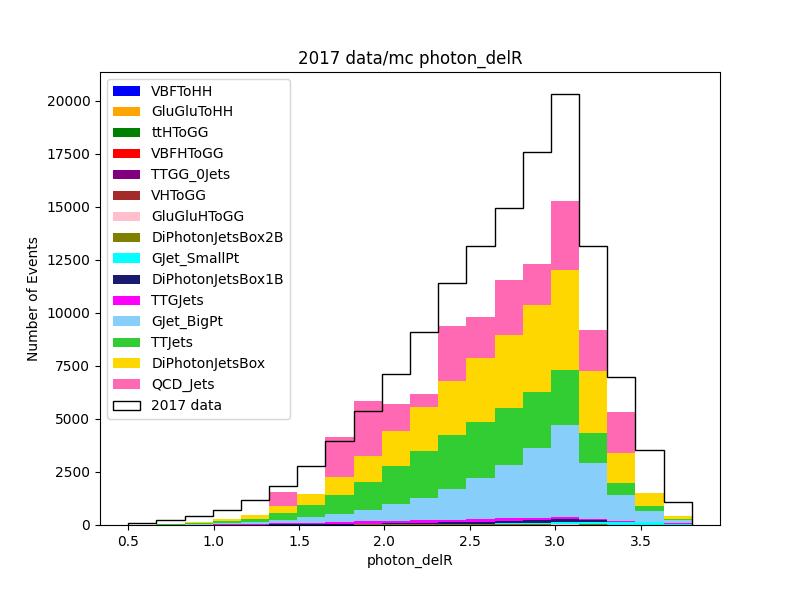 2017 data/mc photon_delR
20000
17500
15000
12500
10000
7500
5000
2500
0
Number of Events
VBFToHH
GluGluToHH
ttHToGG
VBFHToGG
TTGG_0Jets
VHToGG
GluGluHToGG
DiPhotonJetsBox2B
GJet_SmallPt
DiPhotonJetsBox1B
TTGJets
GJet_BigPt
TTJets
DiPhotonJetsBox
QCD_Jets
2017 data
0.5 1.0 1.5 2.0 2.5 3.0 3.5
photon_delR